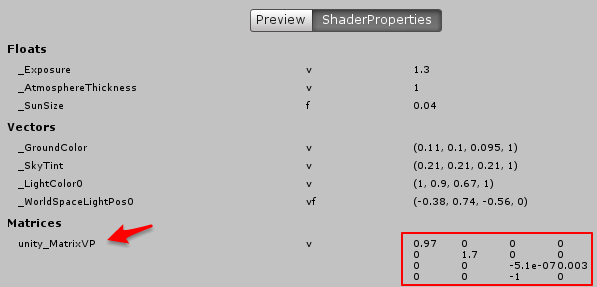 Preview ShaderProperties
Floats
_Exposure v 1.3
_AtmosphereThickness v 1
_SunSize f 0.04
Vectors
_GroundColor v (0.11, 0.1, 0.095, 1)
_SkyTint v (0.21, 0.21, 0.21, 1)
_LightColor0 v (1, 0.9, 0.67, 1)
_WorldSpaceLightPos0 vf (-0.38, 0.74, -0.56, 0)
Matrices
unity_MatrixVP v 0.97 0 0 0
0 1.7 0 0
0 0 -5.1e-07 0.003
0 0 -1 0